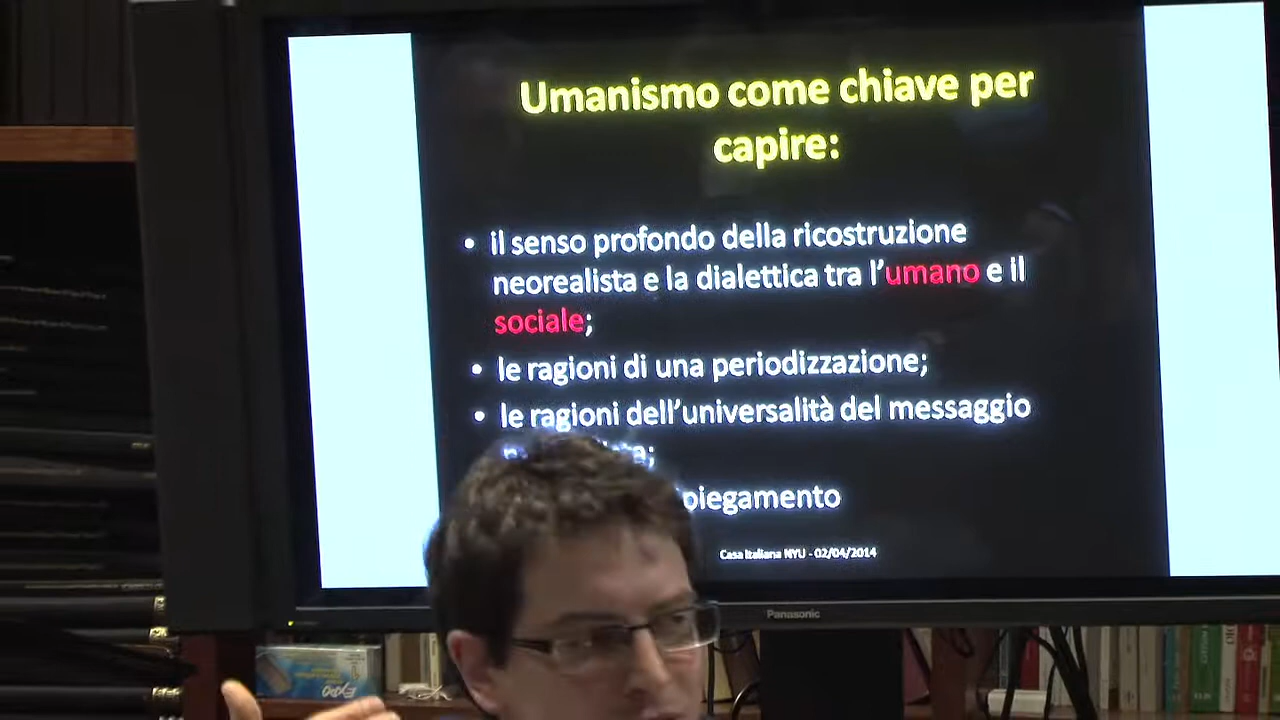 Umanismo come chiave per
capire:
• il senso profondo della ricostruzione
neorealista e la dialettica tra l'umano e il
sociale;
• le ragioni di una periodizzazione;
• le ragioni dell'universalità del messaggio
piegamento
Casa Italiana NYU - 02/04/2014
Panasonic
EXPO